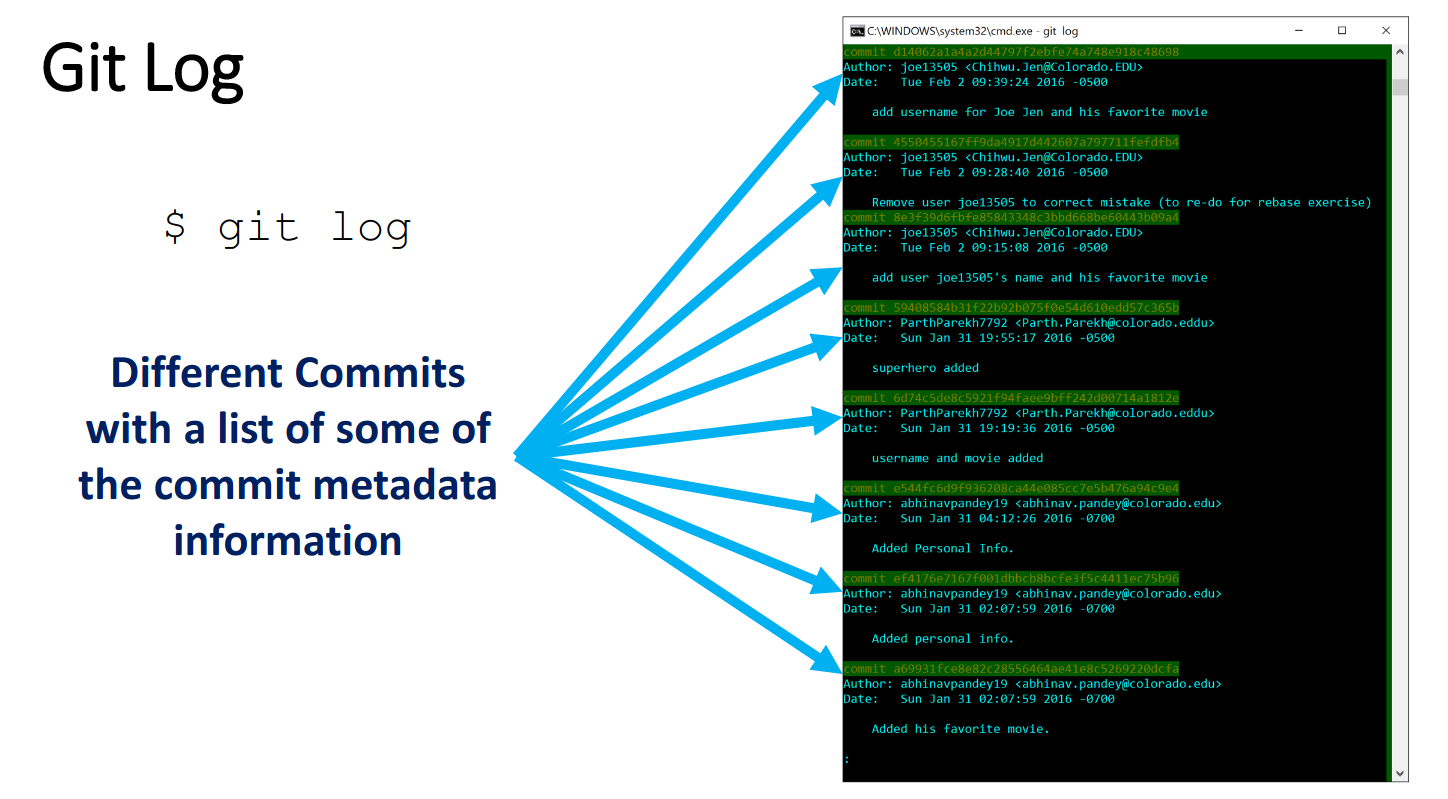 Git Log
$ git log
Different Commits
with a list of some of
the commit metadata
information
C:\WINDOWS\system32\cmd.exe - git log
commit d14062a1a4a2d44797f2ebfe74a748e918c48698
Author: joe13505 <Chihwu.Jen@Colorado.EDU>
Date:   Tue Feb 2 09:39:24 2016 -0500
add username for Joe Jen and his favorite movie
commit 4550455167ff9da4917d442607a797711fefdfb4
Author: joe13505 <Chihwu.Jen@Colorado.EDU>
Date:   Tue Feb 2 09:28:40 2016 -0500
Remove user joe13505 to correct mistake (to re-do for rebase exercise)
commit 8e3f39d6fbfe85843348c3bbd668be60443b09a4
Author: joe13505 <Chihwu.Jen@Colorado.EDU>
Date:   Tue Feb 2 09:15:08 2016 -0500
add user joe13505's name and his favorite movie
commit 59408584b31f22b92b075f0e54d610edd57c365b
Author: ParthParekh7792 <Parth.Parekh@colorado.eddu>
Date:   Sun Jan 31 19:55:17 2016 -0500
superhero added
commit 6d74c5de8c5921f94faee9bff242d00714a1812e
Author: ParthParekh7792 <Parth.Parekh@colorado.eddu>
Date:   Sun Jan 31 19:19:36 2016 -0500
username and movie added
commit e544fc6d9f936208ca44e085cc7e5b476a94c9e4
Author: abhinavpandey19 <abhinav.pandey@colorado.edu>
Date:   Sun Jan 31 04:12:26 2016 -0700
Added Personal Info.
commit ef4176e7167f001dbbcb8bcfe3f5c4411ec75b96
Author: abhinavpandey19 <abhinav.pandey@colorado.edu>
Date:   Sun Jan 31 02:07:59 2016 -0700
Added personal info.
commit a69931fce8e82c28556464ae41e8c5269220dcfa
Author: abhinavpandey19 <abhinav.pandey@colorado.edu>
Date:   Sun Jan 31 02:07:59 2016 -0700
Added his favorite movie.
: